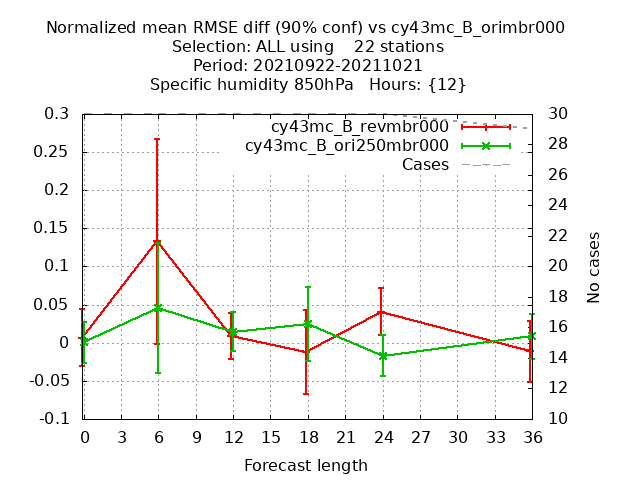 Normalized mean RMSE diff (90% conf) vs cy43mc_B_orimbr000
Selection: ALL using 22 stations
Period: 20210922-20211021
Specific humidity 850hPa Hours: {12}
cy43mc_B_revmbr000
cy43mc_B_ori250mbr000
Cases
0.3
0.25
0.2
0.15
0.1
0.05
0
-0.05
-0.1
30
28
26
24
22
20
18
16
14
12
10
No cases
0 3 6 9 12 15 18 21 24 27 30 33 36
Forecast length